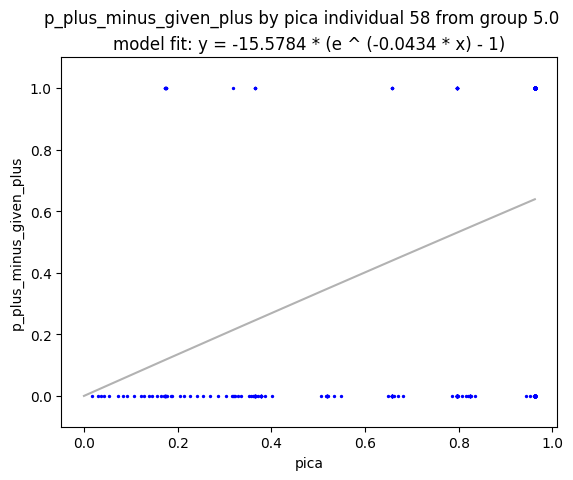 p_plus_minus_given_plus by pica individual 58 from group 5.0
model fit: y = -15.5784 * (e ^ (-0.0434 * x) - 1)
1.0
0.8
0.6
0.4
0.2
0.0
p_plus_minus_given_plus
0.0 0.2 0.4 0.6 0.8 1.0
pica